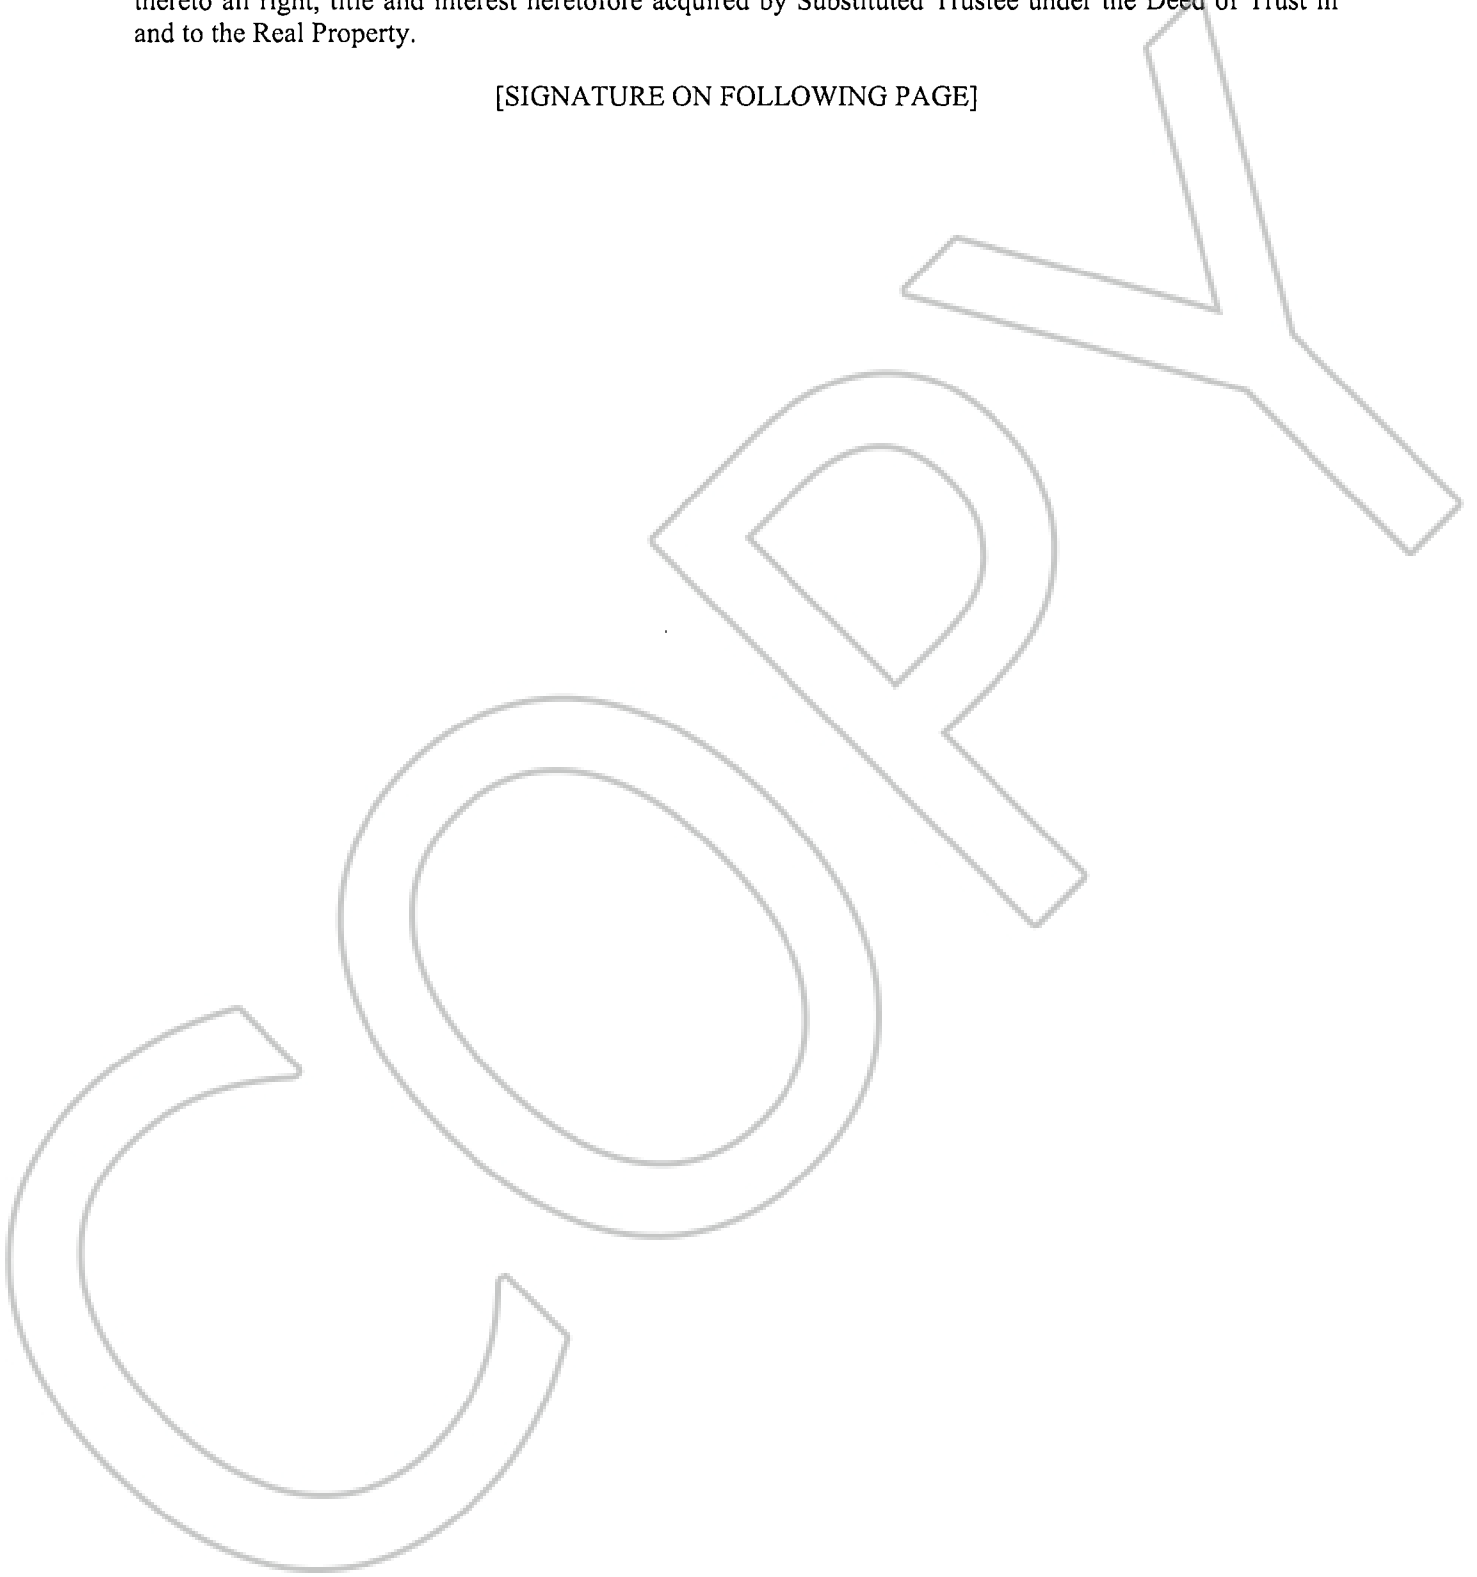 thereto all right, title and interest heretofore acquired by Substituted Trustee under the Deed of Trust in
and to the Real Property.
[SIGNATURE ON FOLLOWING PAGE]
COPY